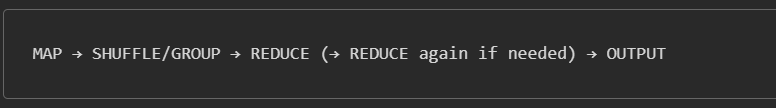 MAP → SHUFFLE/GROUP → REDUCE (→ REDUCE again if needed) → OUTPUT